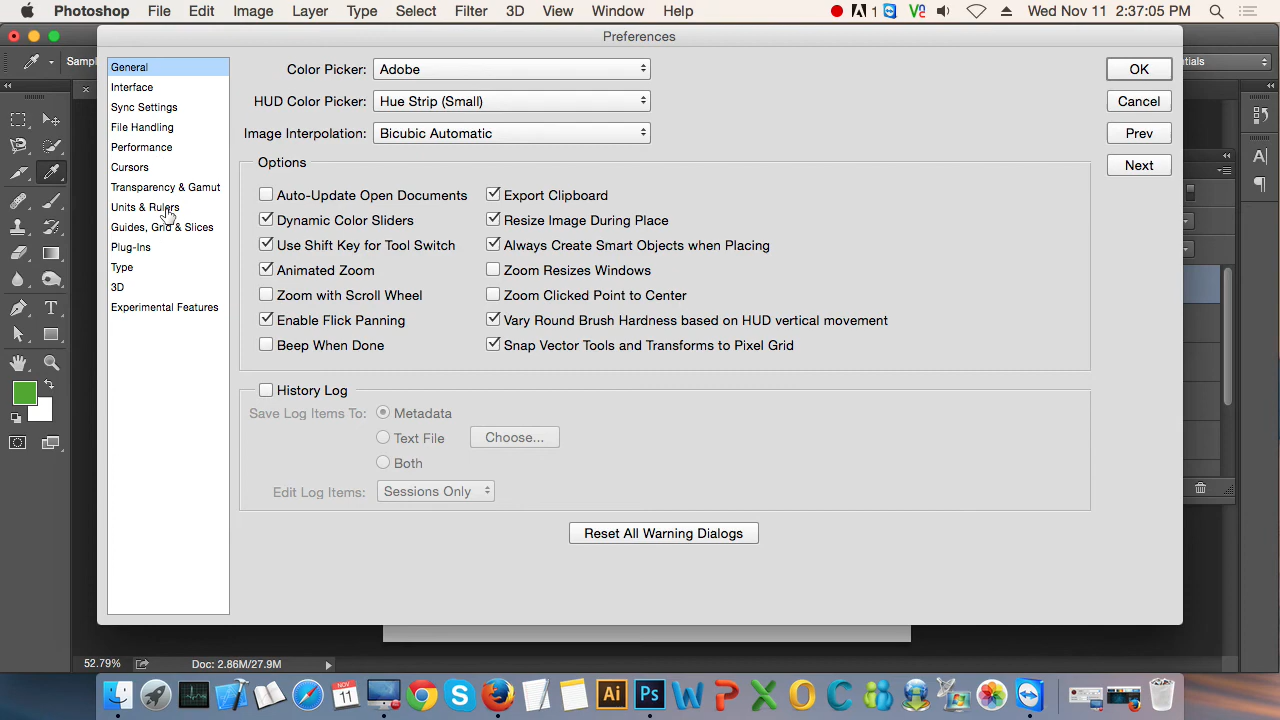 Photoshop File Edit Image Layer Type Select Filter 3D View Window Help 1 Wed Nov 11 2:37:05 PM
Preferences
Sampl
ntials
General
Interface
Sync Settings
File Handling
Performance
Cursors
Transparency & Gamut
Units & Rulers
Guides, Grid & Slices
Plug-Ins
Type
3D
Experimental Features
Color Picker: Adobe
HUD Color Picker: Hue Strip (Small)
Image Interpolation: Bicubic Automatic
OK
Cancel
Prev
Next
Options
Auto-Update Open Documents Export Clipboard
Dynamic Color Sliders Resize Image During Place
Use Shift Key for Tool Switch Always Create Smart Objects when Placing
Animated Zoom Zoom Resizes Windows
Zoom with Scroll Wheel Zoom Clicked Point to Center
Enable Flick Panning Vary Round Brush Hardness based on HUD vertical movement
Beep When Done Snap Vector Tools and Transforms to Pixel Grid
History Log
Save Log Items To: Metadata
Text File Choose...
Both
Edit Log Items: Sessions Only
Reset All Warning Dialogs
52.79% Doc: 2.86M/27.9M
NOV
11
Ai Ps